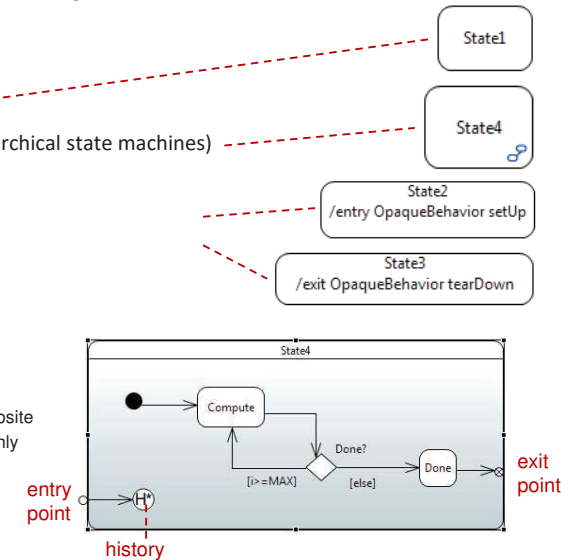 State1
rchical state machines)
State4
State2
/entry OpaqueBehavior setUp
State3
/exit OpaqueBehavior tearDown
State4
osite
nly
Compute
Done?
[i>=MAX]
[else]
Done
exit
point
entry
point
H*
history